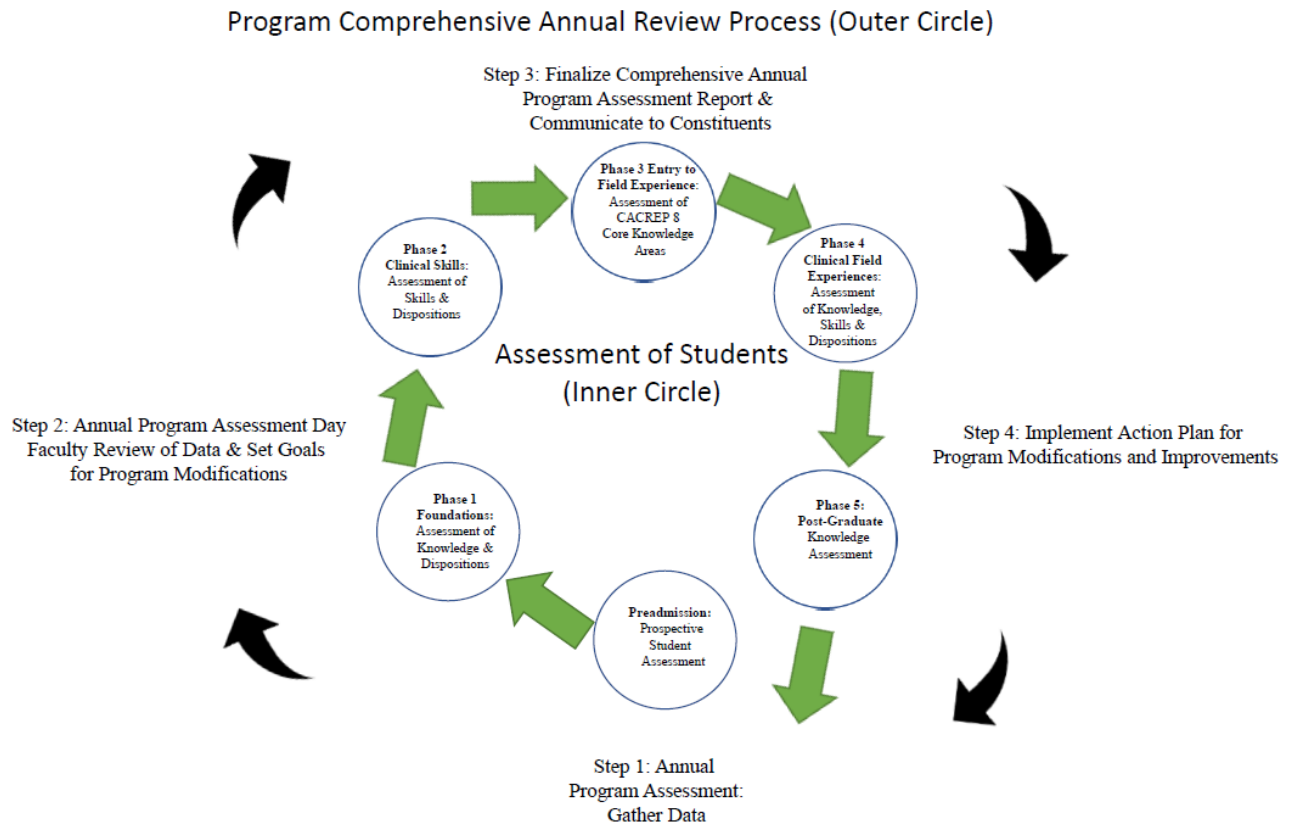 Program Comprehensive Annual Review Process (Outer Circle)
Step 3: Finalize Comprehensive Annual
Program Assessment Report &
Communicate to Constituents
Phase 3 Entry to
Field Experience:
Assessment of
CACREP 8
Core Knowledge
Areas
Phase 2
Clinical Skills:
Assessment of
Skills &
Dispositions
Phase 4
Clinical Field
Experiences:
Assessment
of Knowledge,
Skills &
Dispositions
Assessment of Students
(Inner Circle)
Step 2: Annual Program Assessment Day
Faculty Review of Data & Set Goals
for Program Modifications
Step 4: Implement Action Plan for
Program Modifications and Improvements
Phase 1
Foundations:
Assessment of
Knowledge &
Dispositions
Phase 5:
Post-Graduate
Knowledge
Assessment
Preadmission:
Prospective
Student
Assessment
Step 1: Annual
Program Assessment:
Gather Data